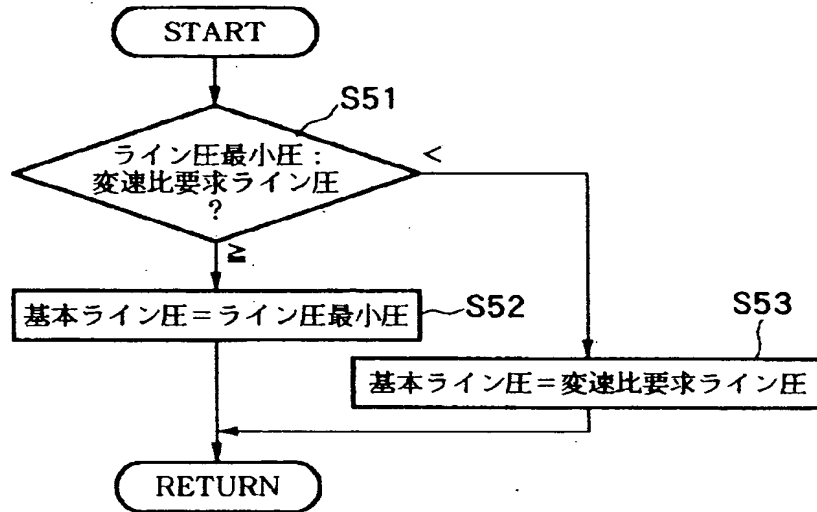 START
S51
ライン圧最小圧:
変速比要求ライン圧
?
<
≧
基本ライン圧=ライン圧最小圧
S52
S53
基本ライン圧=変速比要求ライン圧
RETURN